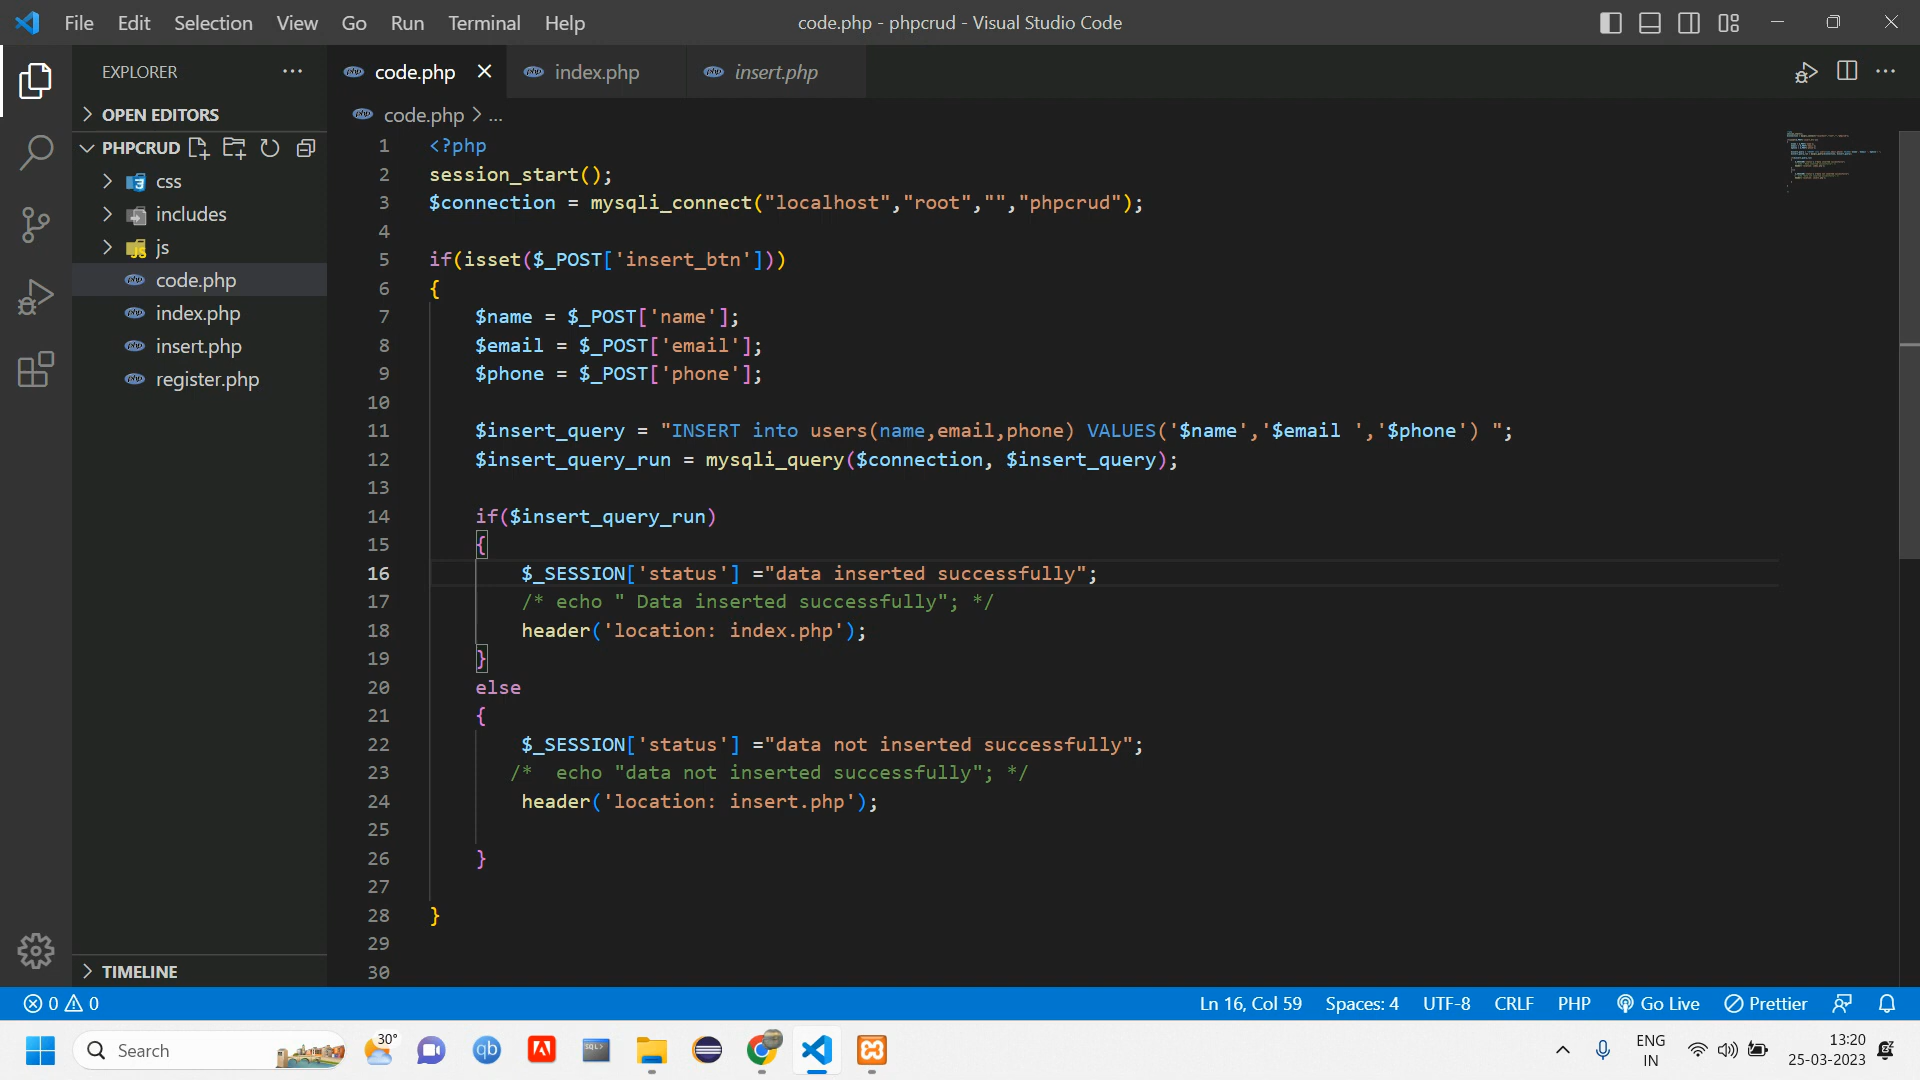 File Edit Selection View Go Run Terminal Help
code.php - phpcrud - Visual Studio Code
EXPLORER
OPEN EDITORS
PHPCRUD
css
includes
js
code.php
index.php
insert.php
register.php
TIMELINE
code.php index.php insert.php
code.php > ...
1 <?php
2 session_start();
3 $connection = mysqli_connect("localhost","root","","phpcrud");
4
5 if(isset($_POST['insert_btn']))
6 {
7 $name = $_POST['name'];
8 $email = $_POST['email'];
9 $phone = $_POST['phone'];
10
11 $insert_query = "INSERT into users(name,email,phone) VALUES('$name','$email ','$phone') ";
12 $insert_query_run = mysqli_query($connection, $insert_query);
13
14 if($insert_query_run)
15 {
16 $_SESSION['status'] ="data inserted successfully";
17 /* echo " Data inserted successfully"; */
18 header('location: index.php');
19 }
20 else
21 {
22 $_SESSION['status'] ="data not inserted successfully";
23 /*  echo "data not inserted successfully"; */
24 header('location: insert.php');
25
26 }
27
28 }
29
30
0 0
Ln 16, Col 59 Spaces: 4 UTF-8 CRLF PHP Go Live Prettier
Search
30°
qb
SQL>
ENG
IN
13:20
25-03-2023